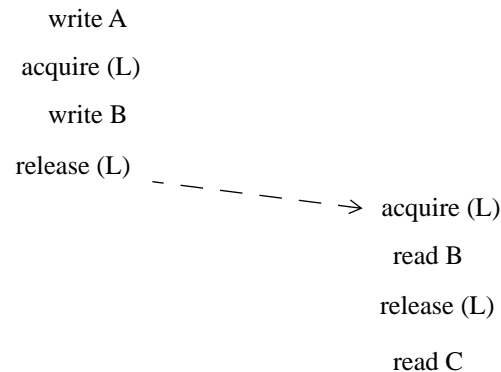 write A
acquire (L)
write B
release (L)
acquire (L)
read B
release (L)
read C